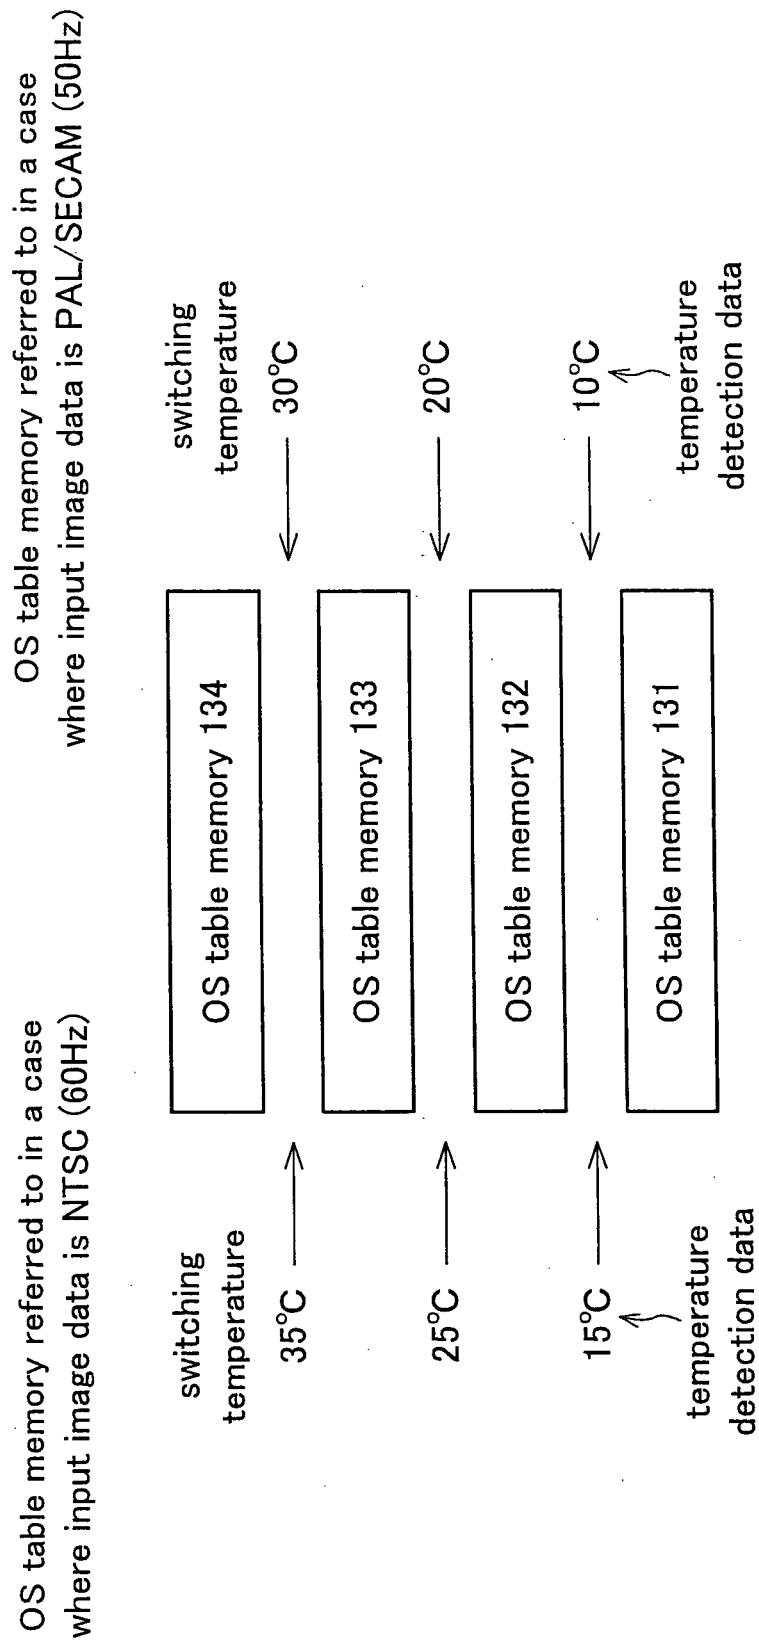 OS table memory referred to in a case
where input image data is NTSC (60Hz)
OS table memory referred to in a case
where input image data is PAL/SECAM (50Hz)
switching
temperature
switching
temperature
OS table memory 134
35°C
30°C
OS table memory 133
25°C
20°C
OS table memory 132
15°C
10°C
OS table memory 131
temperature
detection data
temperature
detection data